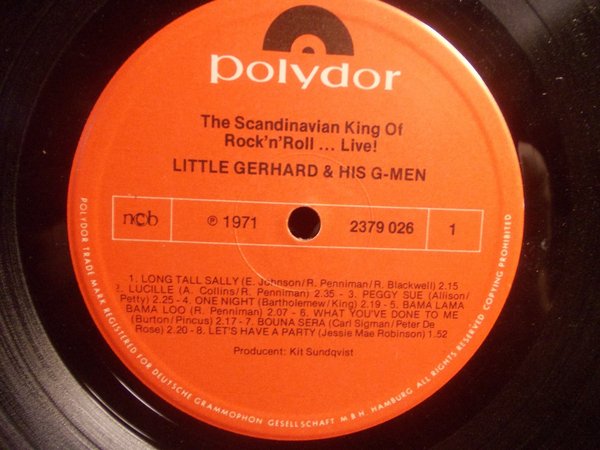 polydor
The Scandinavian King Of
Rock'n'Roll ... Live!
LITTLE GERHARD & HIS G-MEN
ncb ℗ 1971 2379 026 1
1. LONG TALL SALLY (E. Johnson/R. Penniman/R. Blackwell) 2.15
2. LUCILLE (A. Collins/R. Penniman) 2.35 - 3. PEGGY SUE (Allison/
Petty) 2.25 - 4. ONE NIGHT (Bartholemew/King) 2.19 - 5. BAMA LAMA
BAMA LOO (R. Penniman) 2.07 - 6. WHAT YOU'VE DONE TO ME
(Burton/Pincus) 2.17 - 7. BOUNA SERA (Carl Sigman/Peter De
Rose) 2.20 - 8. LET'S HAVE A PARTY (Jessie Mae Robinson) 1.52
Producent: Kit Sundqvist
POLYDOR TRADE MARK REGISTERED FOR DEUTSCHE GRAMMOPHON GESELLSCHAFT M.B.H. HAMBURG ALL RIGHTS RESERVED COPYING PROHIBITED